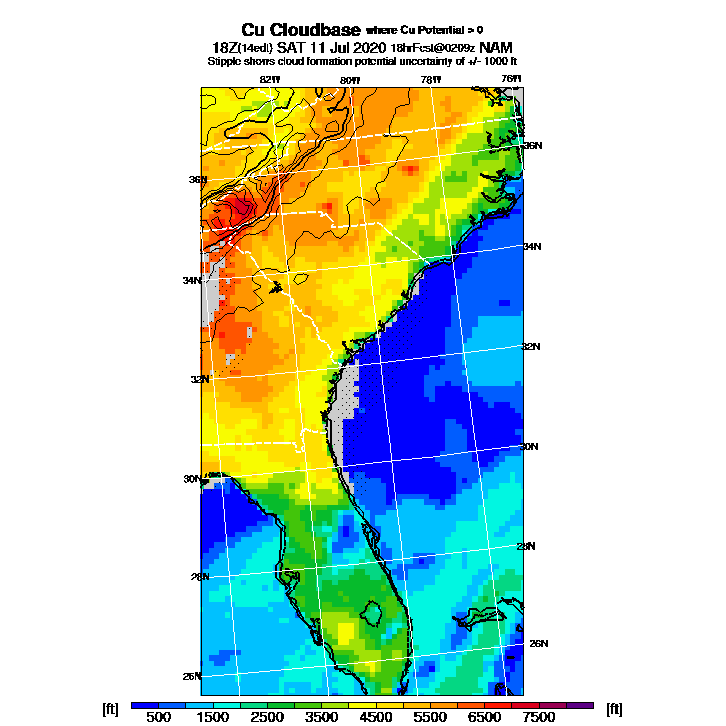 Cu Cloudbase where Cu Potential > 0
18Z(14edt) SAT 11 Jul 2020 18hrFcst@0209z NAM
Stipple shows cloud formation potential uncertainty of +/- 1000 ft
82W 80W 78W 76W
36N
36N
34N
34N
32N
32N
30N
30N
28N
28N
26N
26N
[ft] 500 1500 2500 3500 4500 5500 6500 7500 [ft]